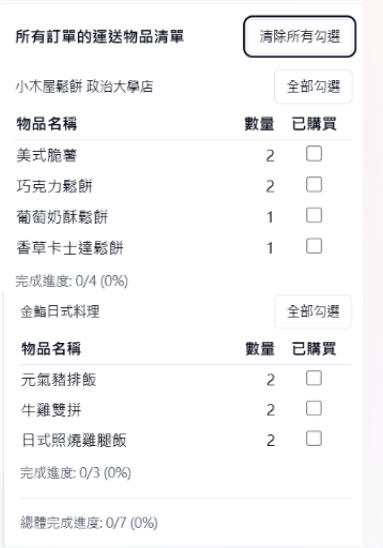 所有訂單的運送物品清單 清除所有勾選
小木屋鬆餅 政治大學店 全部勾選
物品名稱 數量 已購買
美式脆薯 2
巧克力鬆餅 2
葡萄奶酥鬆餅 1
香草卡士達鬆餅 1
完成進度: 0/4 (0%)
金鮨日式料理 全部勾選
物品名稱 數量 已購買
元氣豬排飯 2
牛雞雙拼 2
日式照燒雞腿飯 2
完成進度: 0/3 (0%)
總體完成進度: 0/7 (0%)